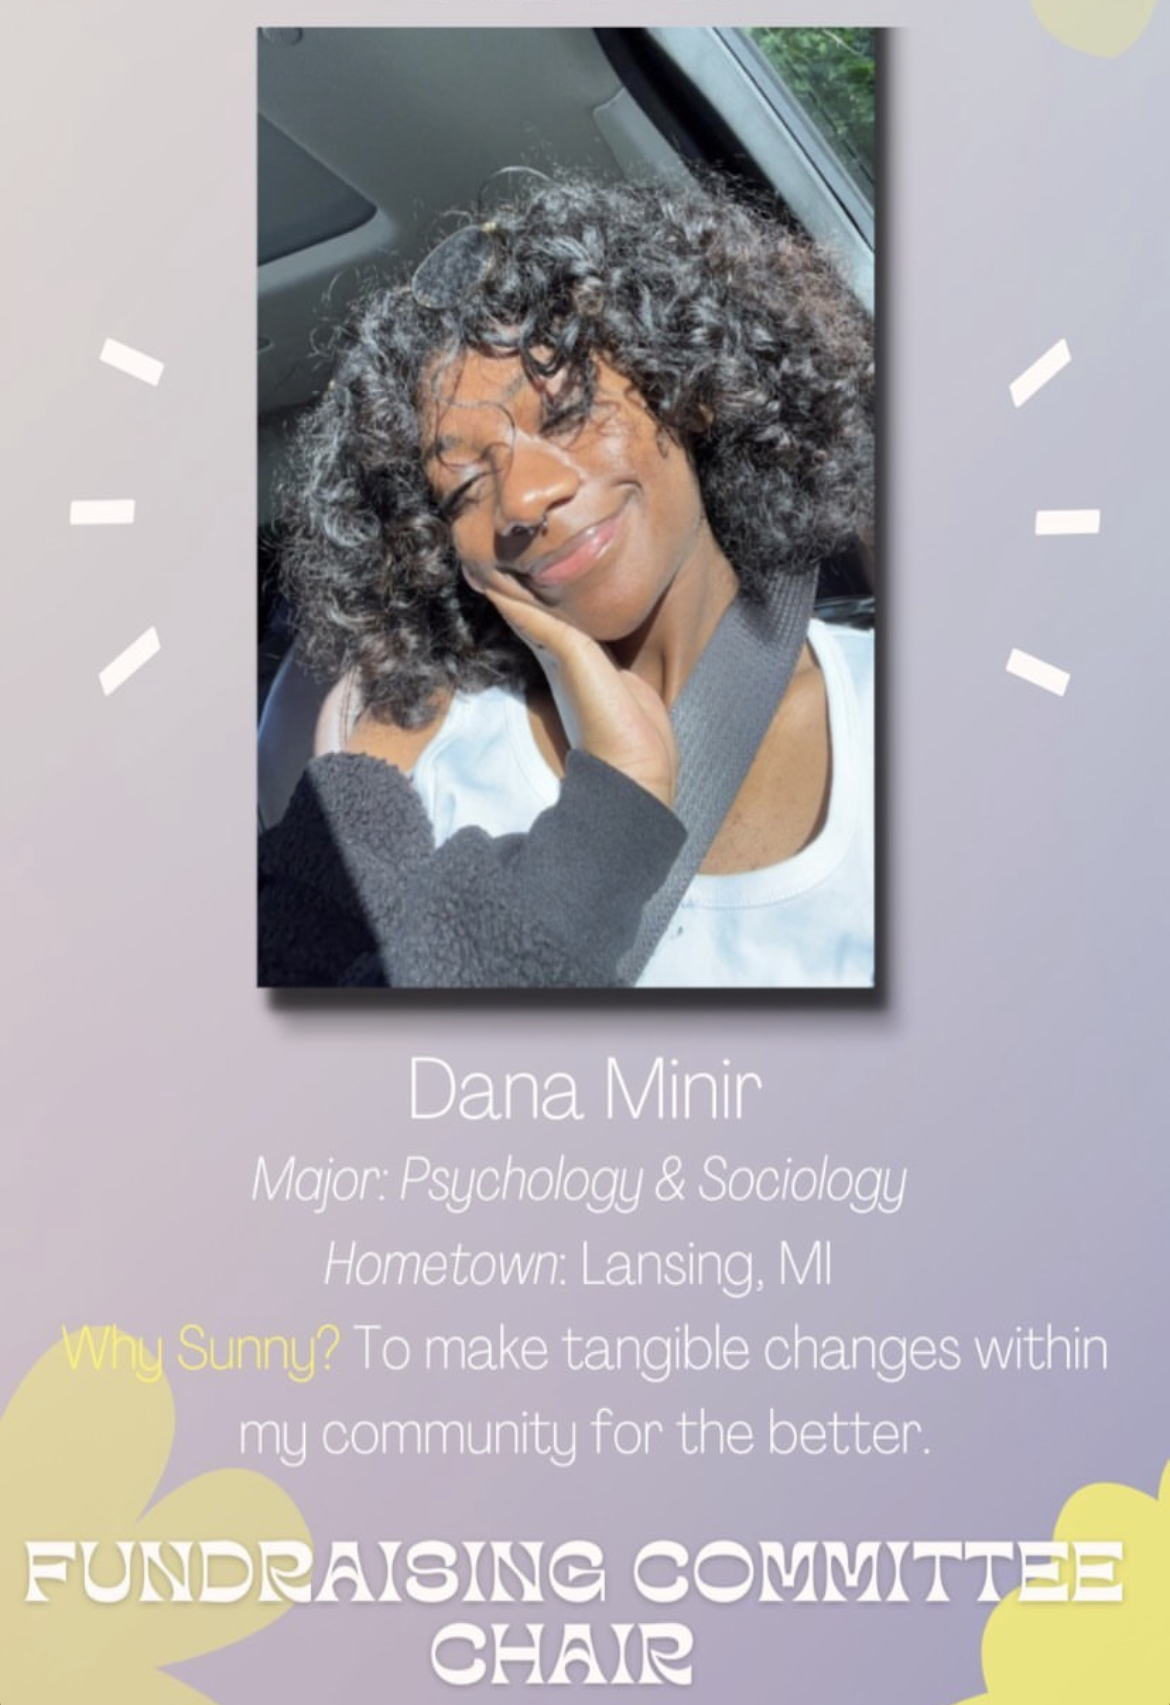 Dana Minir
Major: Psychology & Sociology
Hometown: Lansing, MI
Why Sunny? To make tangible changes within
my community for the better.
FUNDRAISING COMMITTEE
CHAIR